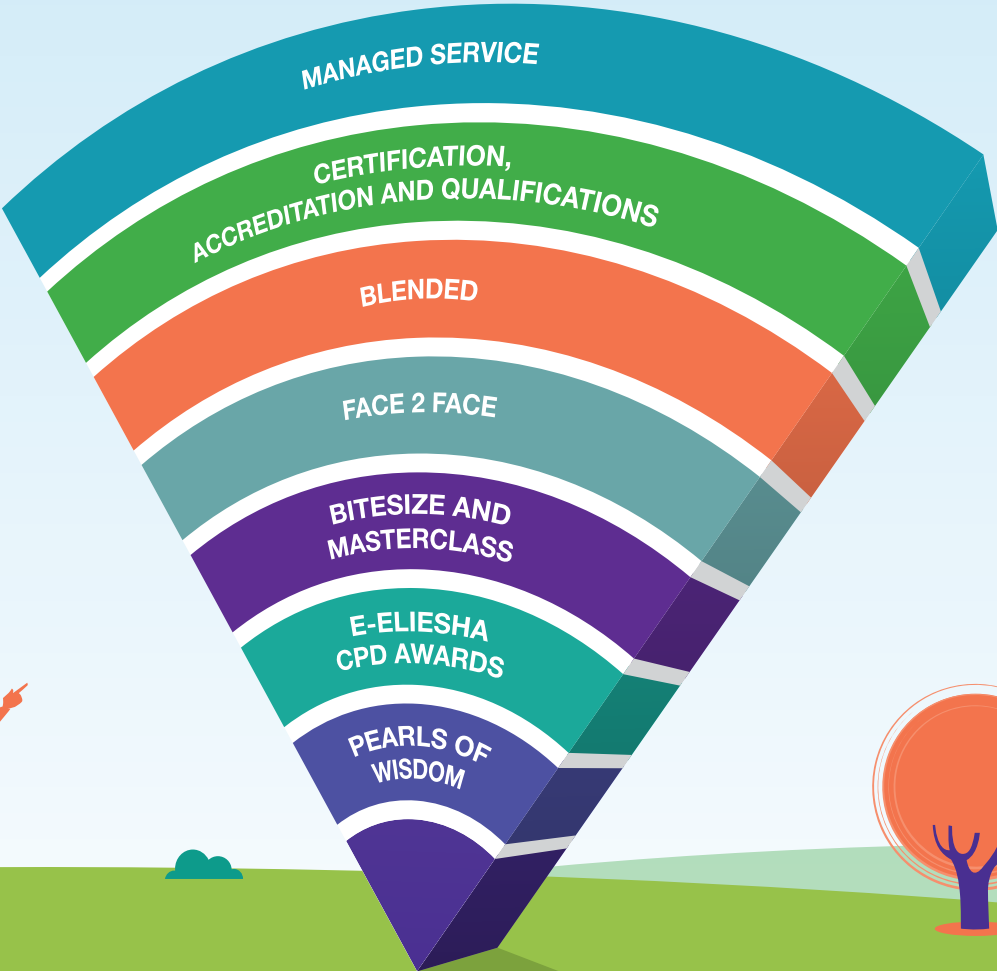 MANAGED SERVICE
CERTIFICATION,
ACCREDITATION AND QUALIFICATIONS
BLENDED
FACE 2 FACE
BITESIZE AND
MASTERCLASS
E-ELIESHA
CPD AWARDS
PEARLS OF
WISDOM